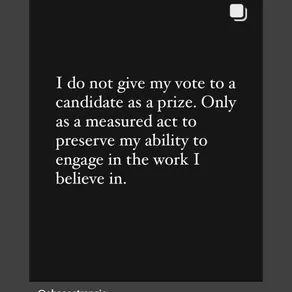 I do not give my vote to a
candidate as a prize. Only
as a measured act to
preserve my ability to
engage in the work I
believe in.